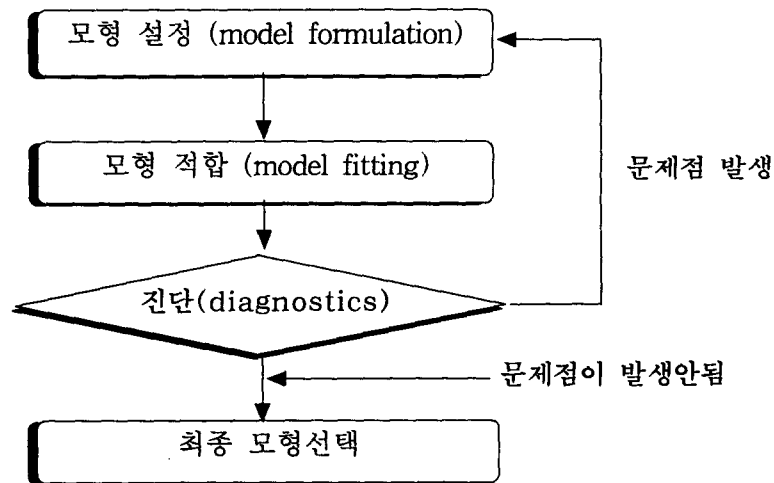 모형 설정 (model formulation)
모형 적합 (model fitting)
문제점 발생
진단(diagnostics)
문제점이 발생안됨
최종 모형선택